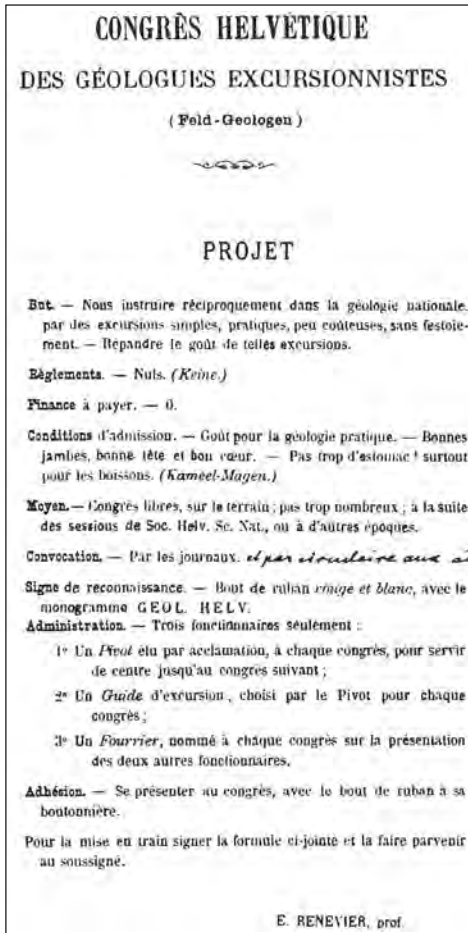 CONGRÈS HELVÉTIQUE
DES GÉOLOGUES EXCURSIONNISTES
(Feld-Geologen)
PROJET
But. — Nous instruire réciproquement dans la géologie nationale,
par des excursions simples, pratiques, peu coûteuses, sans festoie-
ment. — Répandre le goût de telles excursions.
Règlements. — Nuls. (Keine.)
Finance à payer. — 0.
Conditions d'admission. — Goût pour la géologie pratique. — Bonnes
jambes, bonne tête et bon cœur. — Pas trop d'estomac ! surtout
pour les boissons. (Kameel-Magen.)
Moyen. — Congrès libres, sur le terrain ; pas trop nombreux ; à la suite
des sessions de Soc. Helv. Sc. Nat., ou à d'autres époques.
Convocation. — Par les journaux. et par circulaire aux
Signe de reconnaissance. — Bout de ruban rouge et blanc, avec le
monogramme GEOL. HELV.
Administration. — Trois fonctionnaires seulement :
1° Un Pivot élu par acclamation, à chaque congrès, pour servir
de centre jusqu'au congrès suivant ;
2° Un Guide d'excursion, choisi par le Pivot pour chaque
congrès ;
3° Un Fourrier, nommé à chaque congrès sur la présentation
des deux autres fonctionnaires.
Adhésion. — Se présenter au congrès, avec le bout de ruban à sa
boutonnière.
Pour la mise en train signer la formule ci-jointe et la faire parvenir
au soussigné.
E. RENEVIER, prof